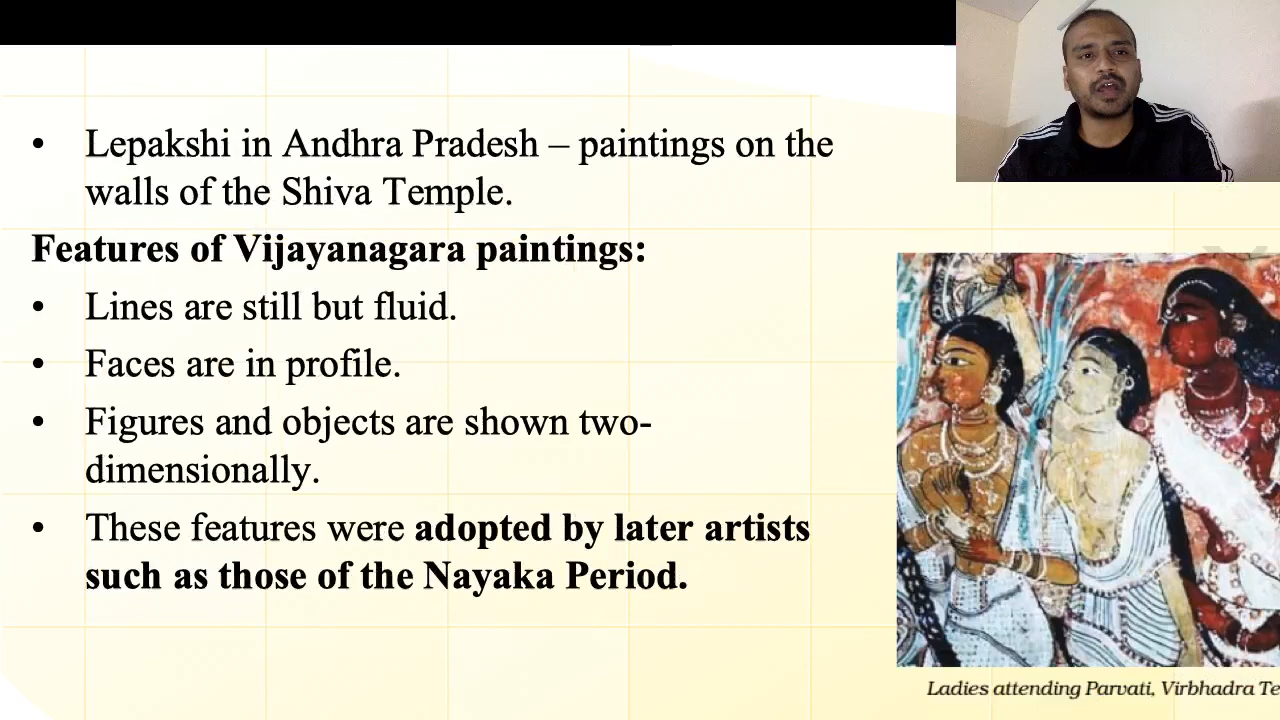 • Lepakshi in Andhra Pradesh – paintings on the
walls of the Shiva Temple.
Features of Vijayanagara paintings:
• Lines are still but fluid.
• Faces are in profile.
• Figures and objects are shown two-
dimensionally.
• These features were adopted by later artists
such as those of the Nayaka Period.
Ladies attending Parvati, Virbhadra Te